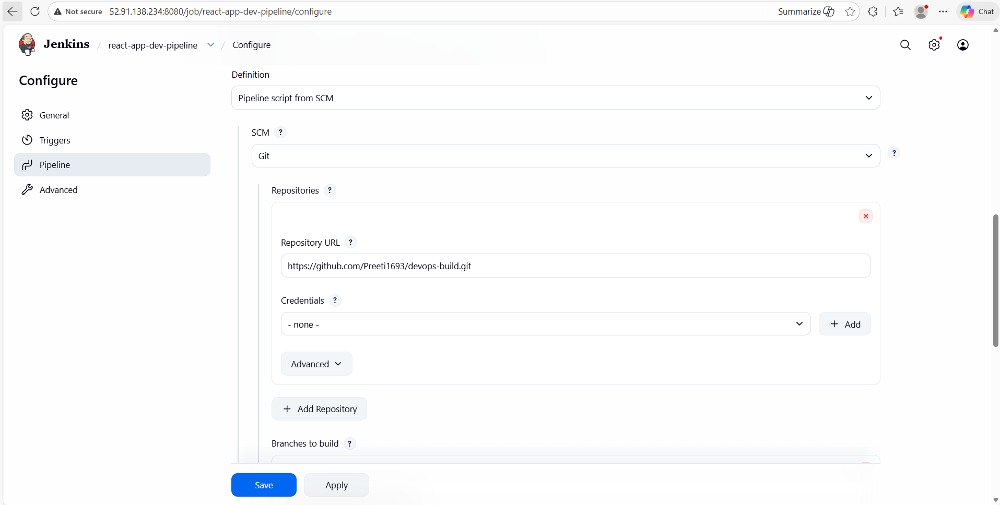 Not secure 52.91.138.234:8080/job/react-app-dev-pipeline/configure Summarize Chat
Jenkins / react-app-dev-pipeline / Configure
Configure
General
Triggers
Pipeline
Advanced
Definition
Pipeline script from SCM
SCM ?
Git
?
Repositories ?
Repository URL ?
https://github.com/Preeti1693/devops-build.git
Credentials ?
- none -
+ Add
Advanced
+ Add Repository
Branches to build ?
Save Apply